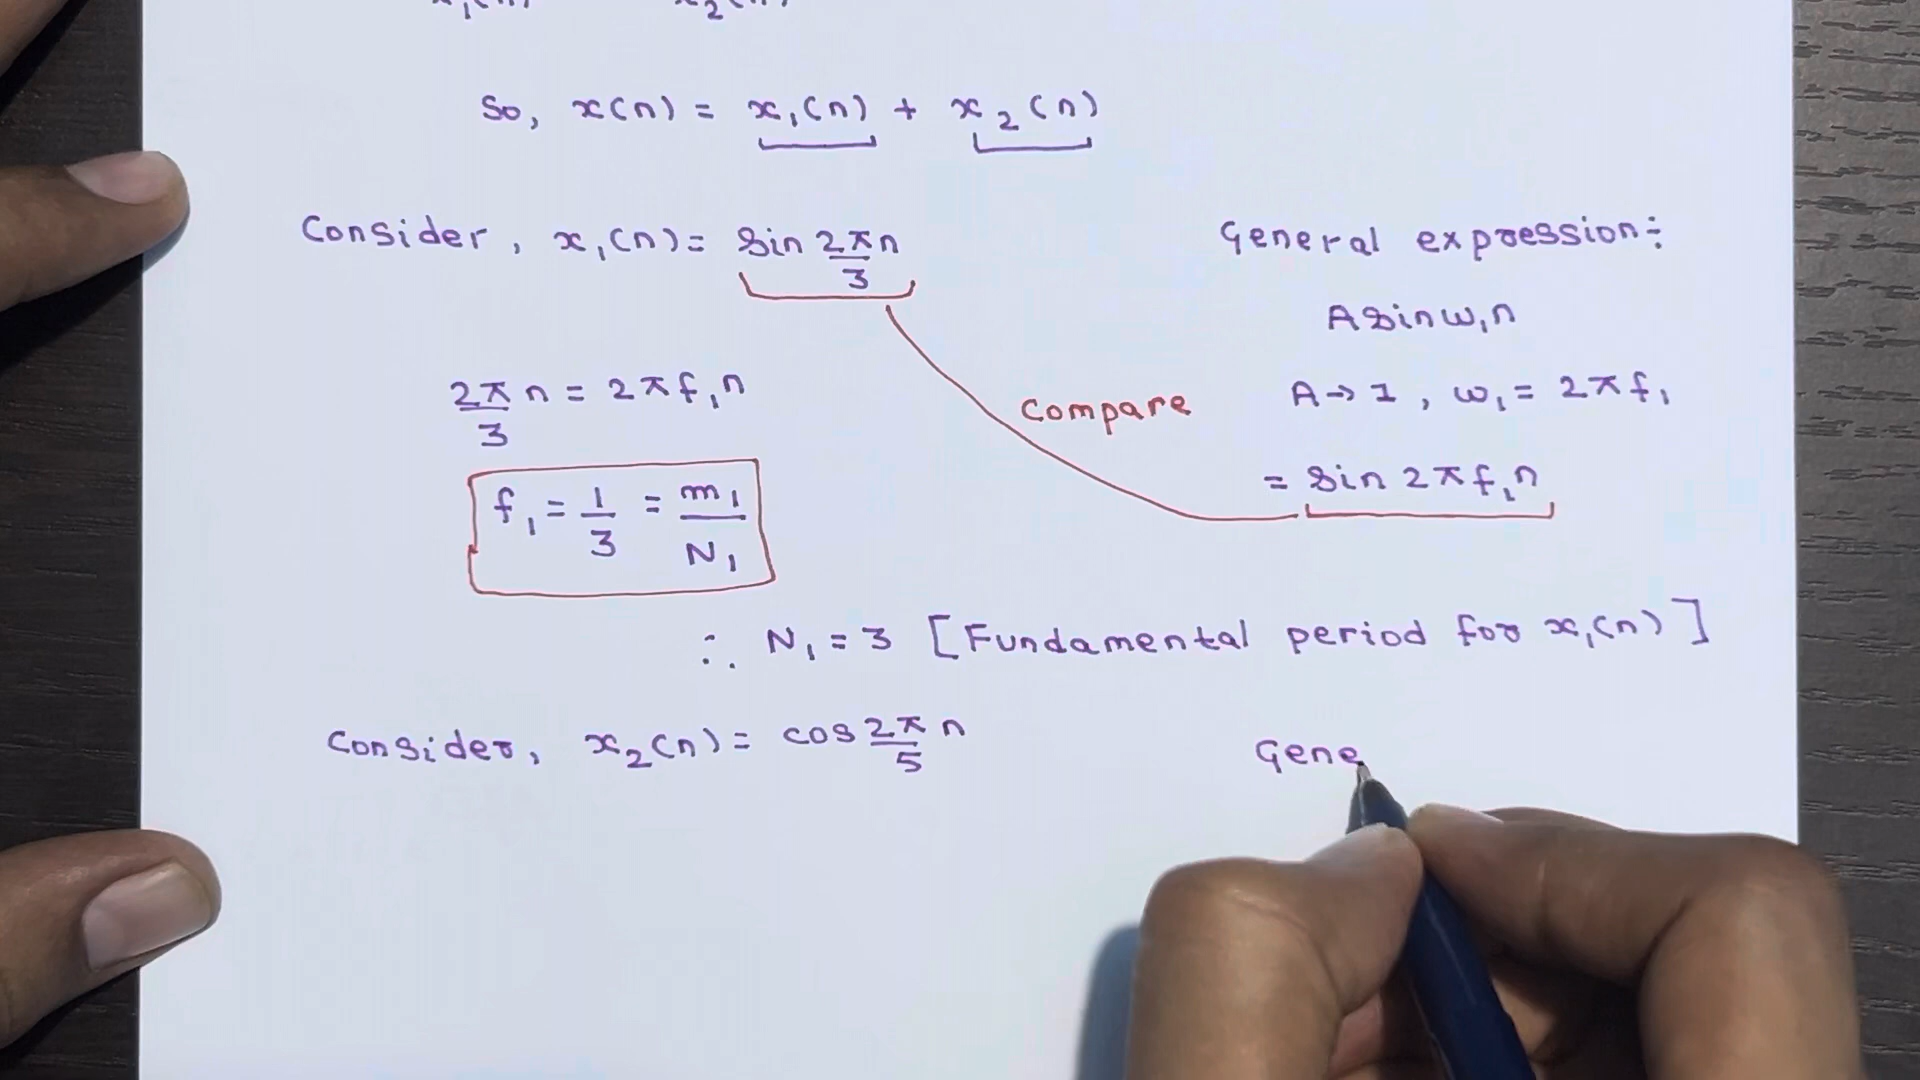 x₁(n) x₂(n)
So, x(n) = x₁(n) + x₂(n)
Consider, x₁(n) = sin 2π/3 n
General expression:
A sin ω₁n
2π/3 n = 2πf₁n
Compare
A → 1, ω₁ = 2πf₁
= sin 2πf₁n
f₁ = 1/3 = m₁/N₁
∴ N₁ = 3 [Fundamental period for x₁(n)]
Consider, x₂(n) = cos 2π/5 n
Gene